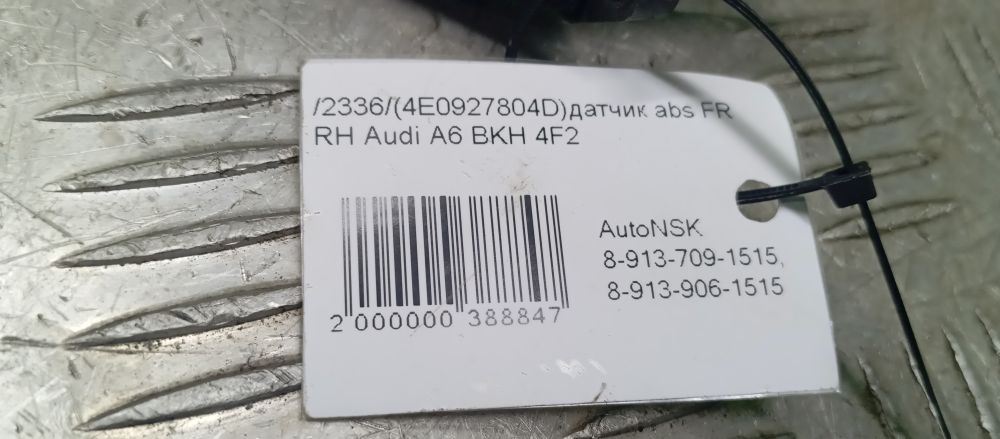 /2336/(4E0927804D)датчик abs FR
RH Audi A6 BKH 4F2
AutoNSK
8-913-709-1515,
8-913-906-1515
2 000000 388847